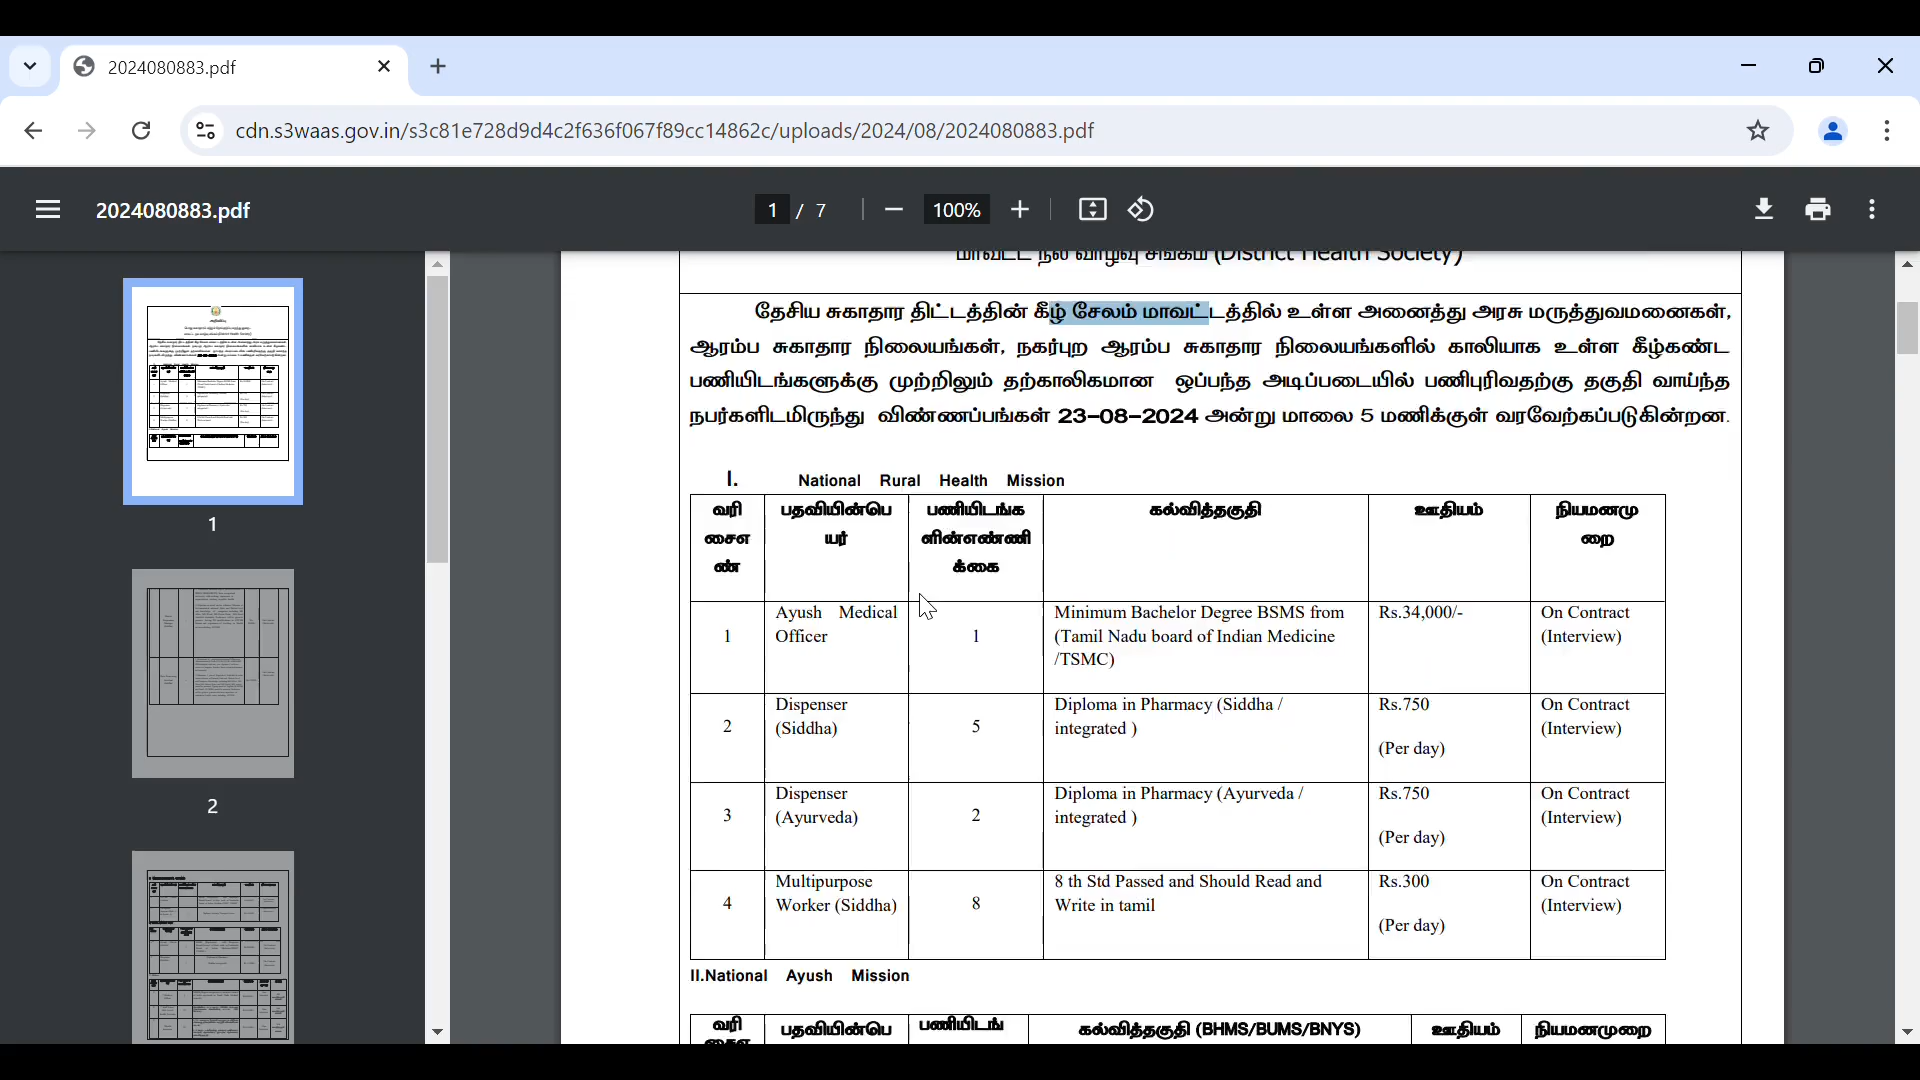 2024080883.pdf
cdn.s3waas.gov.in/s3c81e728d9d4c2f636f067f89cc14862c/uploads/2024/08/2024080883.pdf
2024080883.pdf
1 / 7
100%
1
2
மாவட்ட நல வாழ்வு சங்கம் (District Health Society)
தேசிய சுகாதார திட்டத்தின் கீழ் சேலம் மாவட்டத்தில் உள்ள அனைத்து அரசு மருத்துவமனைகள்,
ஆரம்ப சுகாதார நிலையங்கள், நகர்புற ஆரம்ப சுகாதார நிலையங்களில் காலியாக உள்ள கீழ்கண்ட
பணியிடங்களுக்கு முற்றிலும் தற்காலிகமான ஒப்பந்த அடிப்படையில் பணிபுரிவதற்கு தகுதி வாய்ந்த
நபர்களிடமிருந்து விண்ணப்பங்கள் 23-08-2024 அன்று மாலை 5 மணிக்குள் வரவேற்கப்படுகின்றன.
I. National Rural Health Mission
வரி பதவியின்பெ பணியிடங்க கல்வித்தகுதி ஊதியம் நியமனமு
சைஎ யர் ளின்எண்ணி றை
ண் க்கை
Ayush Medical Minimum Bachelor Degree BSMS from Rs.34,000/- On Contract
1 Officer 1 (Tamil Nadu board of Indian Medicine (Interview)
/TSMC)
Dispenser Diploma in Pharmacy (Siddha / Rs.750 On Contract
2 (Siddha) 5 integrated ) (Interview)
(Per day)
Dispenser Diploma in Pharmacy (Ayurveda / Rs.750 On Contract
3 (Ayurveda) 2 integrated ) (Interview)
(Per day)
Multipurpose 8 th Std Passed and Should Read and Rs.300 On Contract
4 Worker (Siddha) 8 Write in tamil (Interview)
(Per day)
II.National Ayush Mission
வரி பதவியின்பெ பணியிடங் கல்வித்தகுதி (BHMS/BUMS/BNYS) ஊதியம் நியமனமுறை
சைஎ